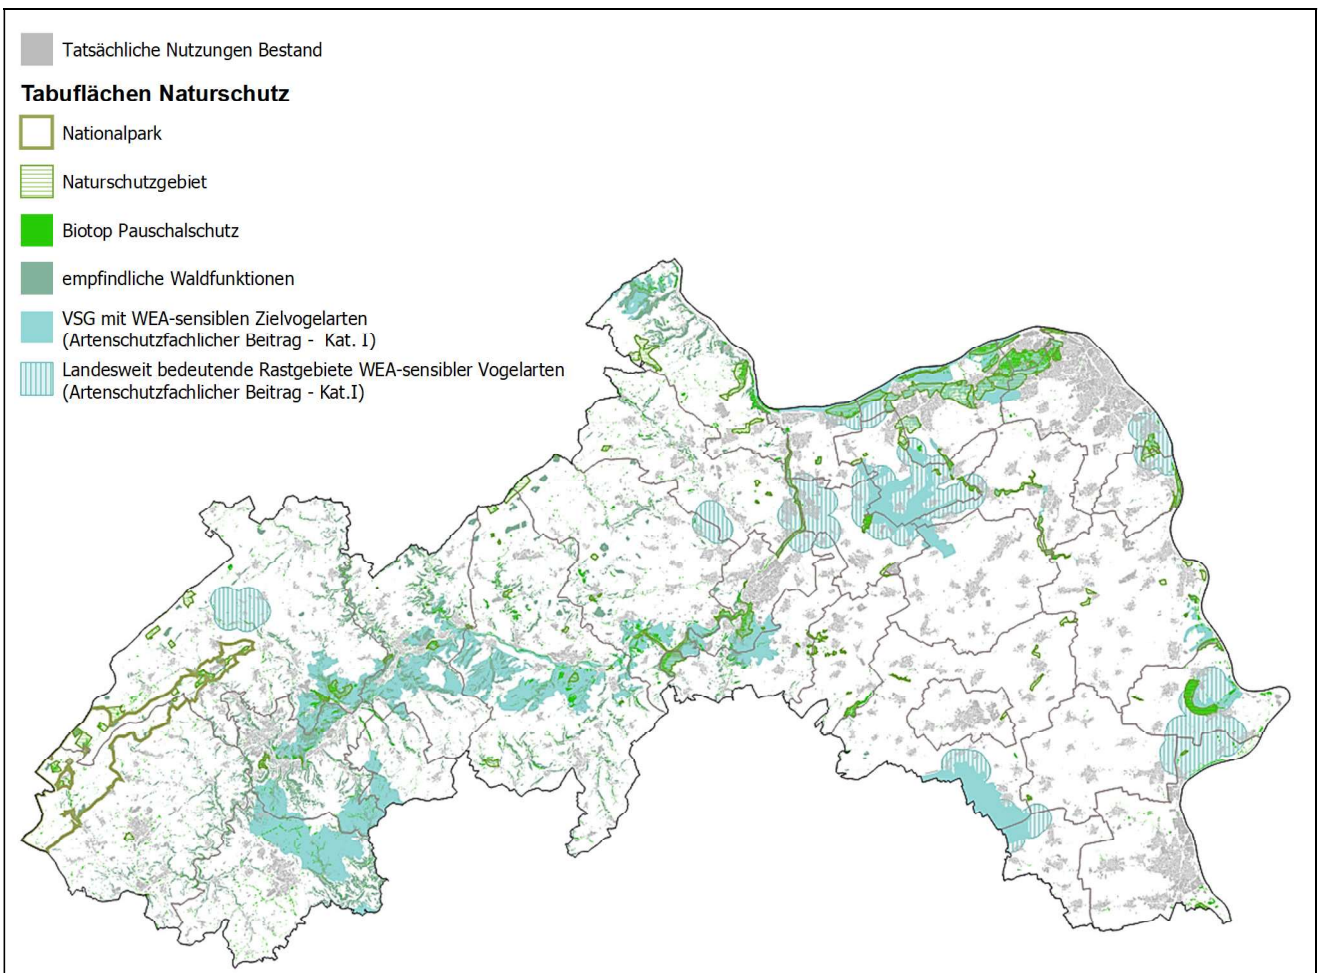 Tatsächliche Nutzungen Bestand
Tabuflächen Naturschutz
Nationalpark
Naturschutzgebiet
Biotop Pauschalschutz
empfindliche Waldfunktionen
VSG mit WEA-sensiblen Zielvogelarten
(Artenschutzfachlicher Beitrag - Kat. I)
Landesweit bedeutende Rastgebiete WEA-sensibler Vogelarten
(Artenschutzfachlicher Beitrag - Kat.I)